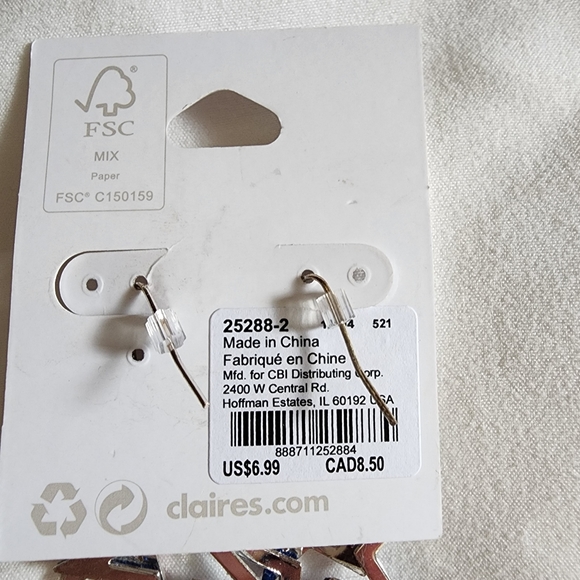 ®
FSC
MIX
Paper
FSC® C150159
25288-2 521
Made in China
Fabriqué en Chine
Mfd. for CBI Distributing Corp.
2400 W Central Rd.
Hoffman Estates, IL 60192 USA
888711252884
US$6.99 CAD8.50
claires.com